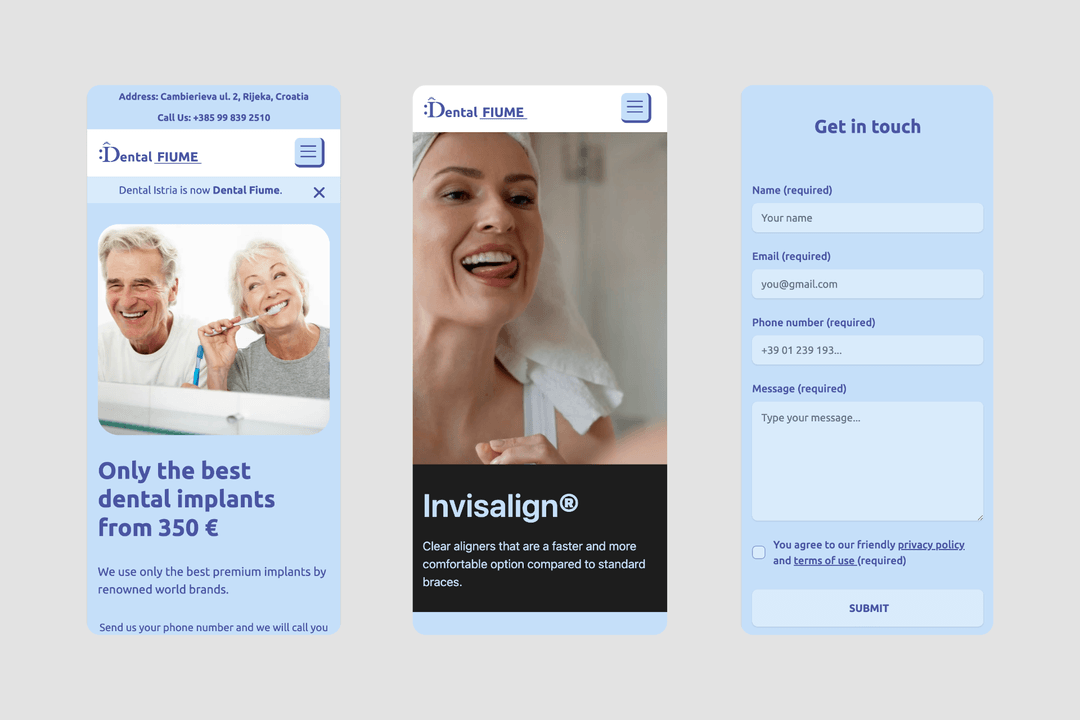 Address: Cambierieva ul. 2, Rijeka, Croatia
Call Us: +385 99 839 2510
:Dental FIUME
Dental Istria is now Dental Fiume.
Only the best
dental implants
from 350 €
We use only the best premium implants by
renowned world brands.
Send us your phone number and we will call you
:Dental FIUME
Invisalign®
Clear aligners that are a faster and more
comfortable option compared to standard
braces.
Get in touch
Name (required)
Your name
Email (required)
you@gmail.com
Phone number (required)
+39 01 239 193...
Message (required)
Type your message...
You agree to our friendly privacy policy
and terms of use (required)
SUBMIT